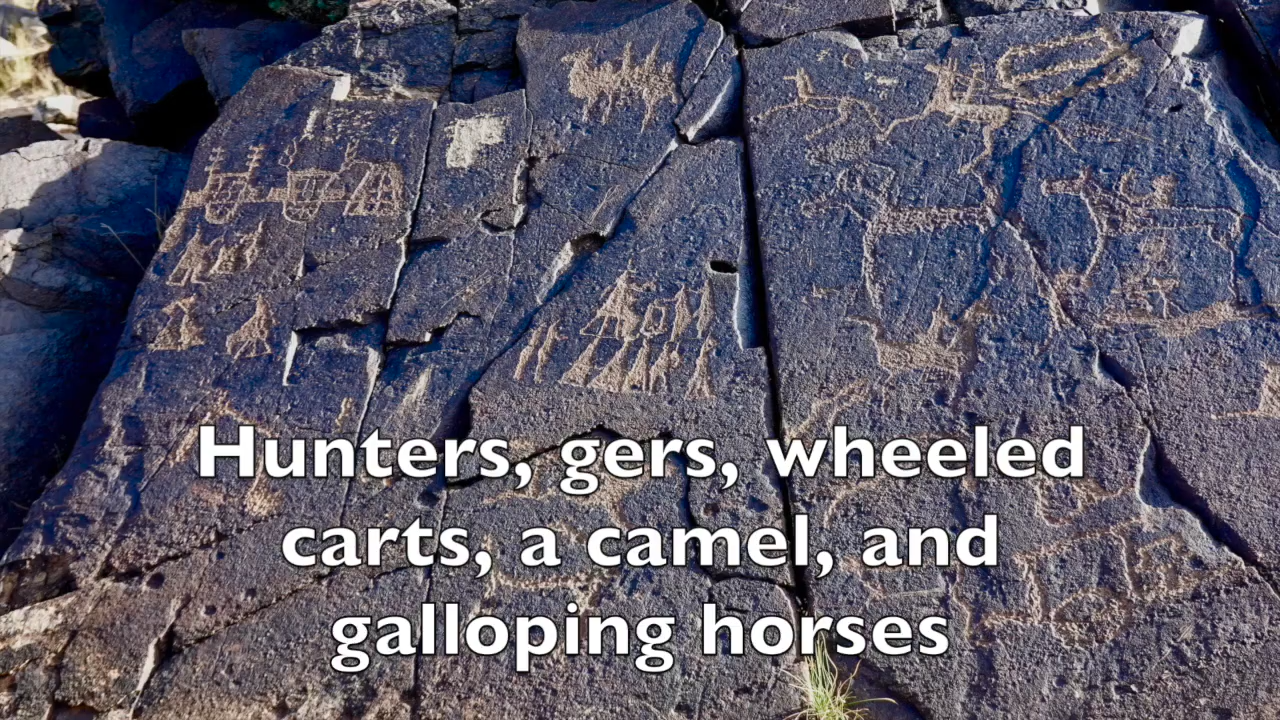 Hunters, gers, wheeled
carts, a camel, and
galloping horses